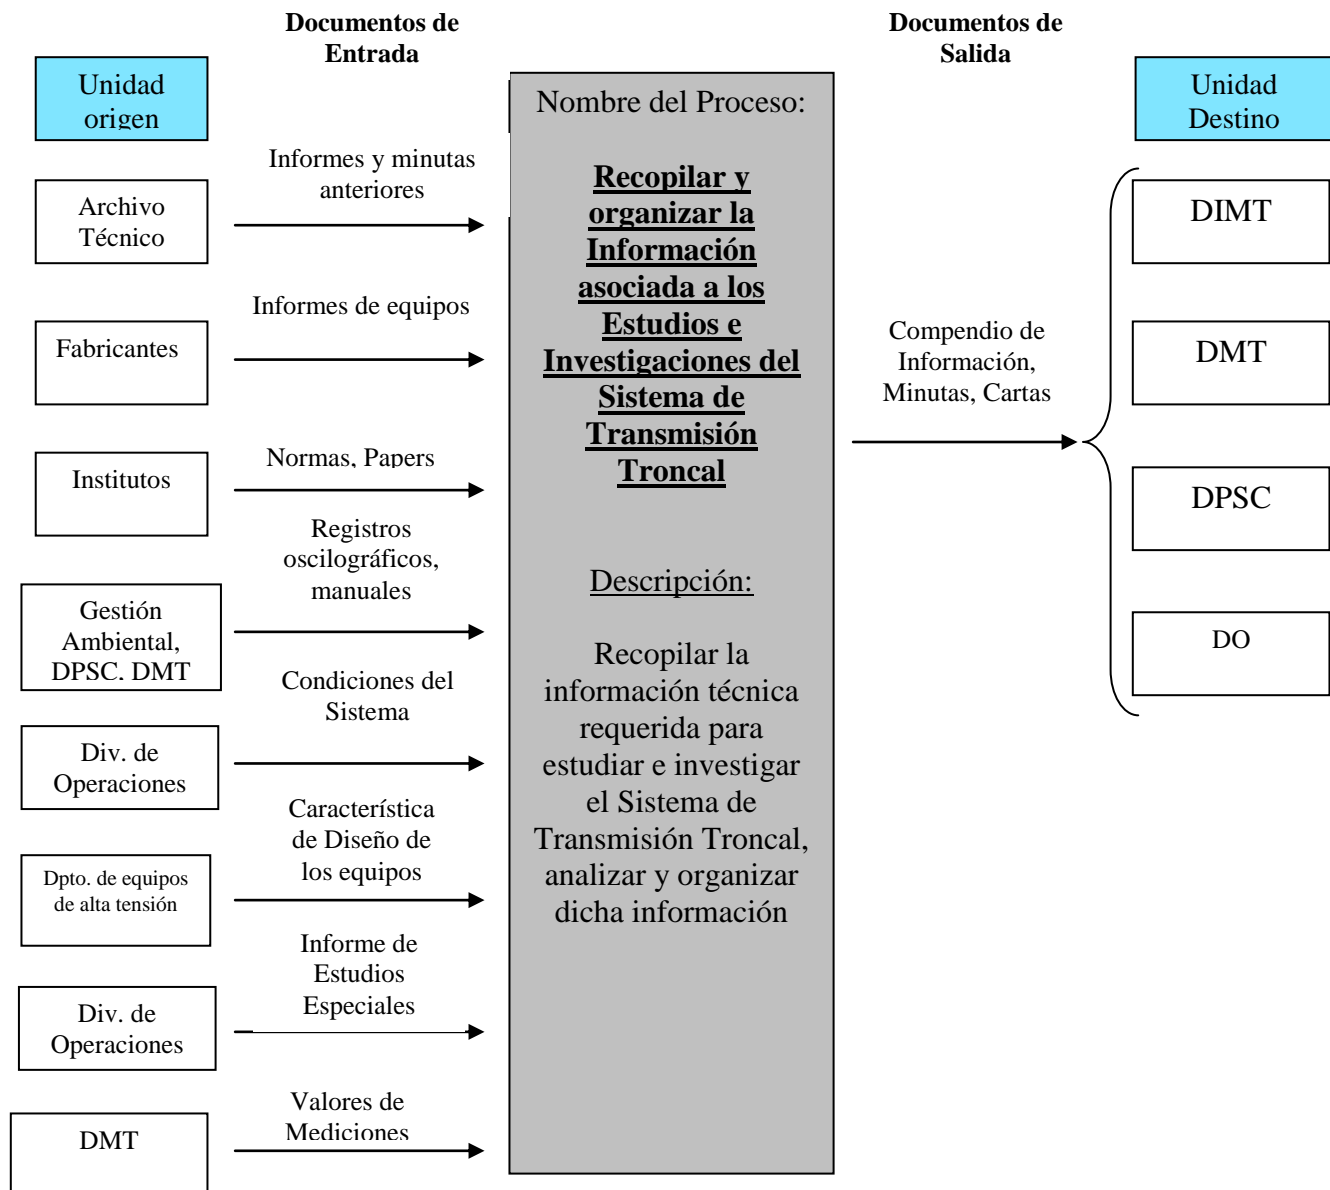 Documentos de
Entrada
Documentos de
Salida
Unidad
origen
Nombre del Proceso:
Unidad
Destino
Informes y minutas
anteriores
Archivo
Técnico
Informes de equipos
Fabricantes
Normas, Papers
Institutos
Registros
oscilográficos,
manuales
Gestión
Ambiental,
DPSC, DMT
Condiciones del
Sistema
Div. de
Operaciones
Característica
de Diseño de
los equipos
Dpto. de equipos
de alta tensión
Informe de
Estudios
Especiales
Div. de
Operaciones
Valores de
Mediciones
DMT
Recopilar y
organizar la
Información
asociada a los
Estudios e
Investigaciones del
Sistema de
Transmisión
Troncal
Descripción:
Recopilar la
información técnica
requerida para
estudiar e investigar
el Sistema de
Transmisión Troncal,
analizar y organizar
dicha información
Compendio de
Información,
Minutas, Cartas
DIMT
DMT
DPSC
DO